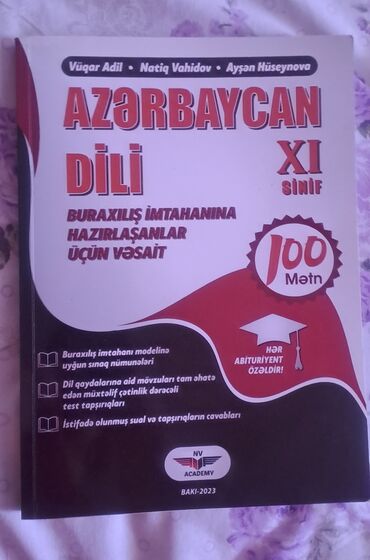 Vüqar Adil • Natiq Vahidov • Ayşən Hüseynova
AZƏRBAYCAN
DİLİ
XI
SİNİF
BURAXILIŞ İMTAHANINA
HAZIRLAŞANLAR
ÜÇÜN VƏSAİT
100
Mətn
HƏR
ABİTURİYENT
ÖZƏLDİR!
Buraxılış imtahanı modelinə
uyğun sınaq nümunələri
Dil qaydalarına aid mövzuları tam əhatə
edən müxtəlif çətinlik dərəcəli
test tapşırıqları
İstifadə olunmuş sual və tapşırıqların cavabları
NV
ACADEMY
BAKI-2023